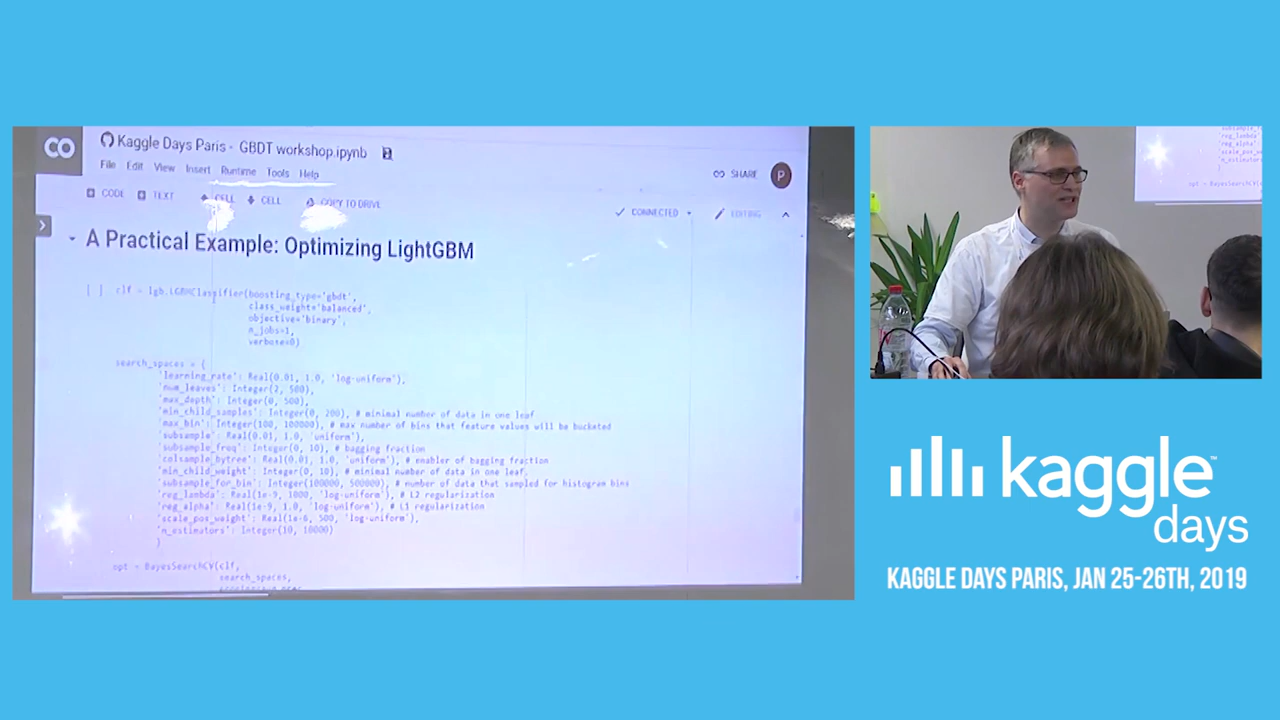 CO
Kaggle Days Paris - GBDT workshop.ipynb
File Edit View Insert Runtime Tools Help
SHARE
P
CODE TEXT CELL CELL COPY TO DRIVE
CONNECTED
EDITING
A Practical Example: Optimizing LightGBM
[ ] clf = lgb.LGBMClassifier(boosting_type='gbdt',
class_weight='balanced',
objective='binary',
n_jobs=1,
verbose=0)
search_spaces = {
'learning_rate': Real(0.01, 1.0, 'log-uniform'),
'num_leaves': Integer(2, 500),
'max_depth': Integer(0, 500),
'min_child_samples': Integer(0, 200), # minimal number of data in one leaf
'max_bin': Integer(100, 100000), # max number of bins that feature values will be bucketed
'subsample': Real(0.01, 1.0, 'uniform'),
'subsample_freq': Integer(0, 10), # bagging fraction
'colsample_bytree': Real(0.01, 1.0, 'uniform'), # enabler of bagging fraction
'min_child_weight': Integer(0, 10), # minimal number of data in one leaf.
'subsample_for_bin': Integer(100000, 500000), # number of data that sampled for histogram bins
'reg_lambda': Real(1e-9, 1000, 'log-uniform'), # L2 regularization
'reg_alpha': Real(1e-9, 1.0, 'log-uniform'), # L1 regularization
'scale_pos_weight': Real(1e-6, 500, 'log-uniform'),
'n_estimators': Integer(10, 10000)
}
opt = BayesSearchCV(clf,
search_spaces,
'reg_lambda'
'reg_alpha':
'scale_pos_w
'n_estimators
opt = BayesSearchCV(
kaggle™
days
KAGGLE DAYS PARIS, JAN 25-26TH, 2019